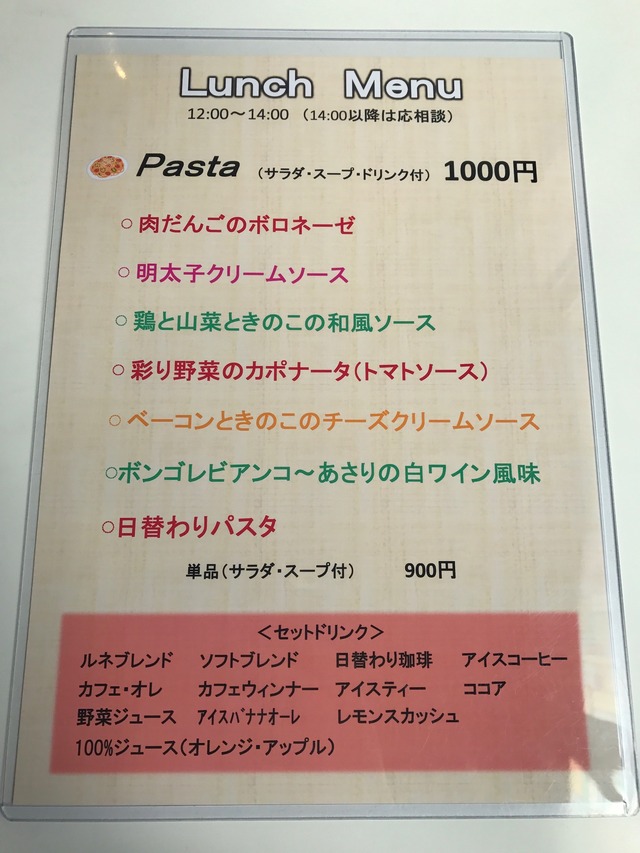 Lunch Menu
12:00～14:00 （14:00以降は応相談）
Pasta （サラダ・スープ・ドリンク付） 1000円
○肉だんごのボロネーゼ
○明太子クリームソース
○鶏と山菜ときのこの和風ソース
○彩り野菜のカポナータ（トマトソース）
○ベーコンときのこのチーズクリームソース
○ボンゴレビアンコ～あさりの白ワイン風味
○日替わりパスタ
単品（サラダ・スープ付） 900円
＜セットドリンク＞
ルネブレンド ソフトブレンド 日替わり珈琲 アイスコーヒー
カフェ・オレ カフェウィンナー アイスティー ココア
野菜ジュース ｱｲｽﾊﾞﾅﾅオーレ レモンスカッシュ
100%ジュース（オレンジ・アップル）